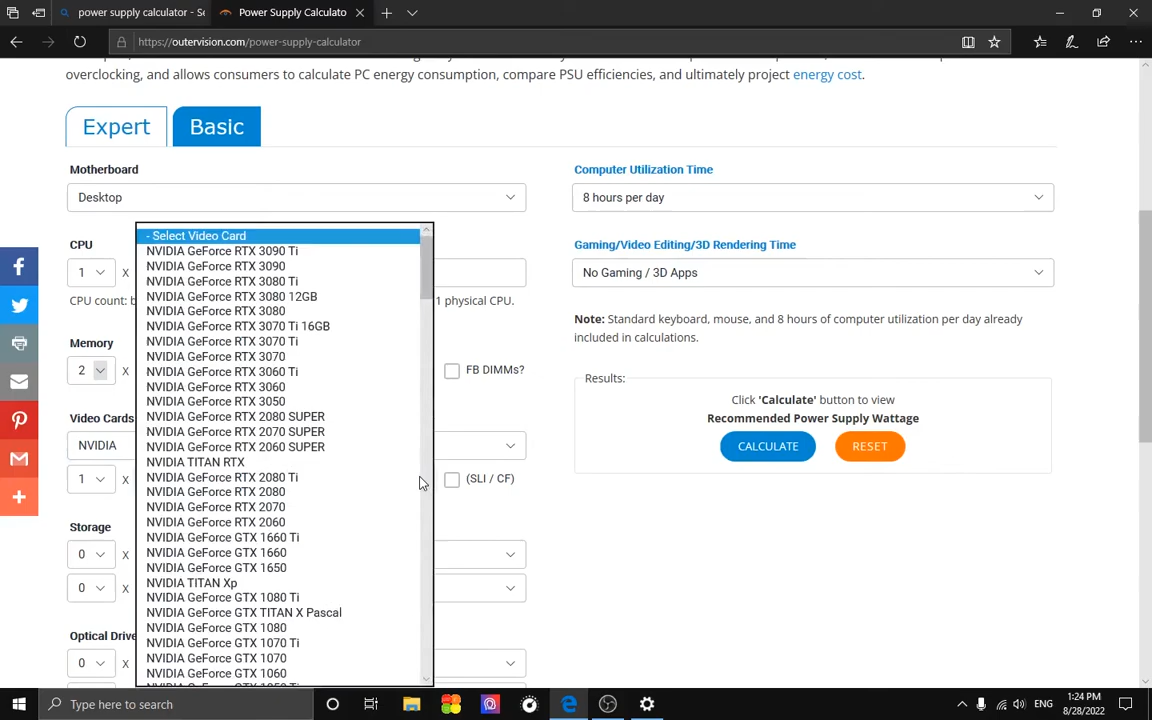 power supply calculator - Se
Power Supply Calculato
https://outervision.com/power-supply-calculator
overclocking, and allows consumers to calculate PC energy consumption, compare PSU efficiencies, and ultimately project energy cost.
Expert
Basic
Motherboard
Desktop
CPU
1
X
CPU count: b
1 physical CPU.
Memory
2
X
FB DIMMs?
Video Cards
NVIDIA
1
X
(SLI / CF)
Storage
0
X
0
X
Optical Drive
0
X
- Select Video Card
NVIDIA GeForce RTX 3090 Ti
NVIDIA GeForce RTX 3090
NVIDIA GeForce RTX 3080 Ti
NVIDIA GeForce RTX 3080 12GB
NVIDIA GeForce RTX 3080
NVIDIA GeForce RTX 3070 Ti 16GB
NVIDIA GeForce RTX 3070 Ti
NVIDIA GeForce RTX 3070
NVIDIA GeForce RTX 3060 Ti
NVIDIA GeForce RTX 3060
NVIDIA GeForce RTX 3050
NVIDIA GeForce RTX 2080 SUPER
NVIDIA GeForce RTX 2070 SUPER
NVIDIA GeForce RTX 2060 SUPER
NVIDIA TITAN RTX
NVIDIA GeForce RTX 2080 Ti
NVIDIA GeForce RTX 2080
NVIDIA GeForce RTX 2070
NVIDIA GeForce RTX 2060
NVIDIA GeForce GTX 1660 Ti
NVIDIA GeForce GTX 1660
NVIDIA GeForce GTX 1650
NVIDIA TITAN Xp
NVIDIA GeForce GTX 1080 Ti
NVIDIA GeForce GTX TITAN X Pascal
NVIDIA GeForce GTX 1080
NVIDIA GeForce GTX 1070 Ti
NVIDIA GeForce GTX 1070
NVIDIA GeForce GTX 1060
Computer Utilization Time
8 hours per day
Gaming/Video Editing/3D Rendering Time
No Gaming / 3D Apps
Note: Standard keyboard, mouse, and 8 hours of computer utilization per day already
included in calculations.
Results:
Click 'Calculate' button to view
Recommended Power Supply Wattage
CALCULATE
RESET
Type here to search
ENG
1:24 PM
8/28/2022